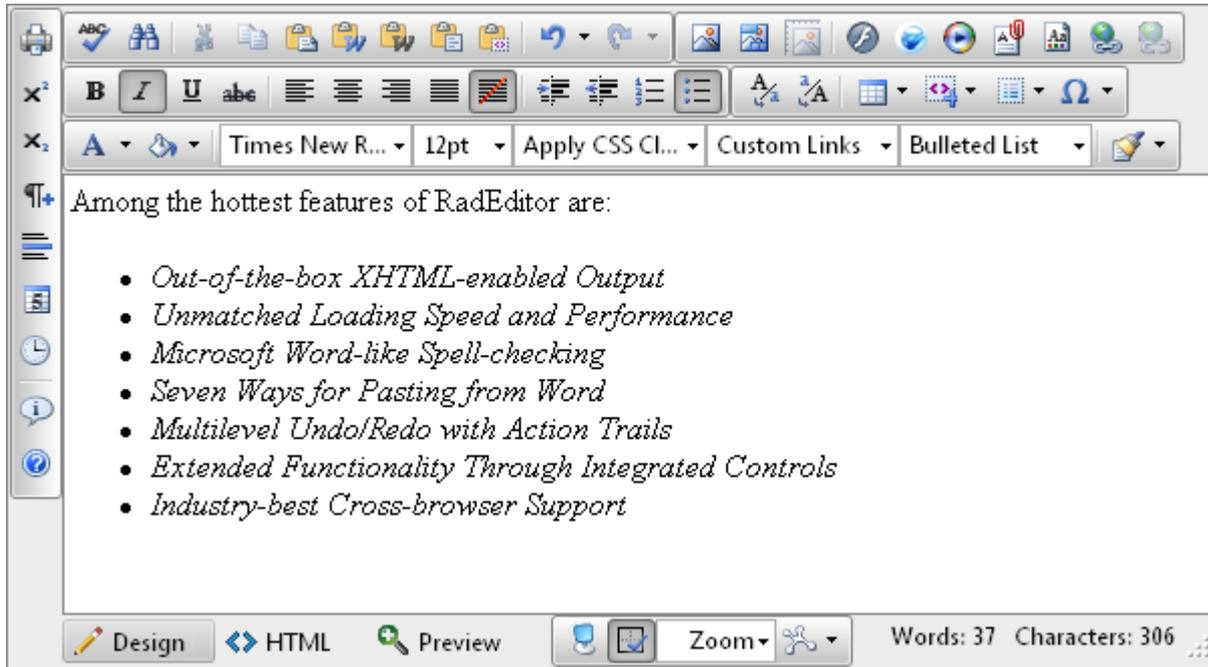 ABC
B I U abe
A Times New R... 12pt Apply CSS Cl... Custom Links Bulleted List
Among the hottest features of RadEditor are:
• Out-of-the-box XHTML-enabled Output
• Unmatched Loading Speed and Performance
• Microsoft Word-like Spell-checking
• Seven Ways for Pasting from Word
• Multilevel Undo/Redo with Action Trails
• Extended Functionality Through Integrated Controls
• Industry-best Cross-browser Support
Design HTML Preview Zoom Words: 37 Characters: 306